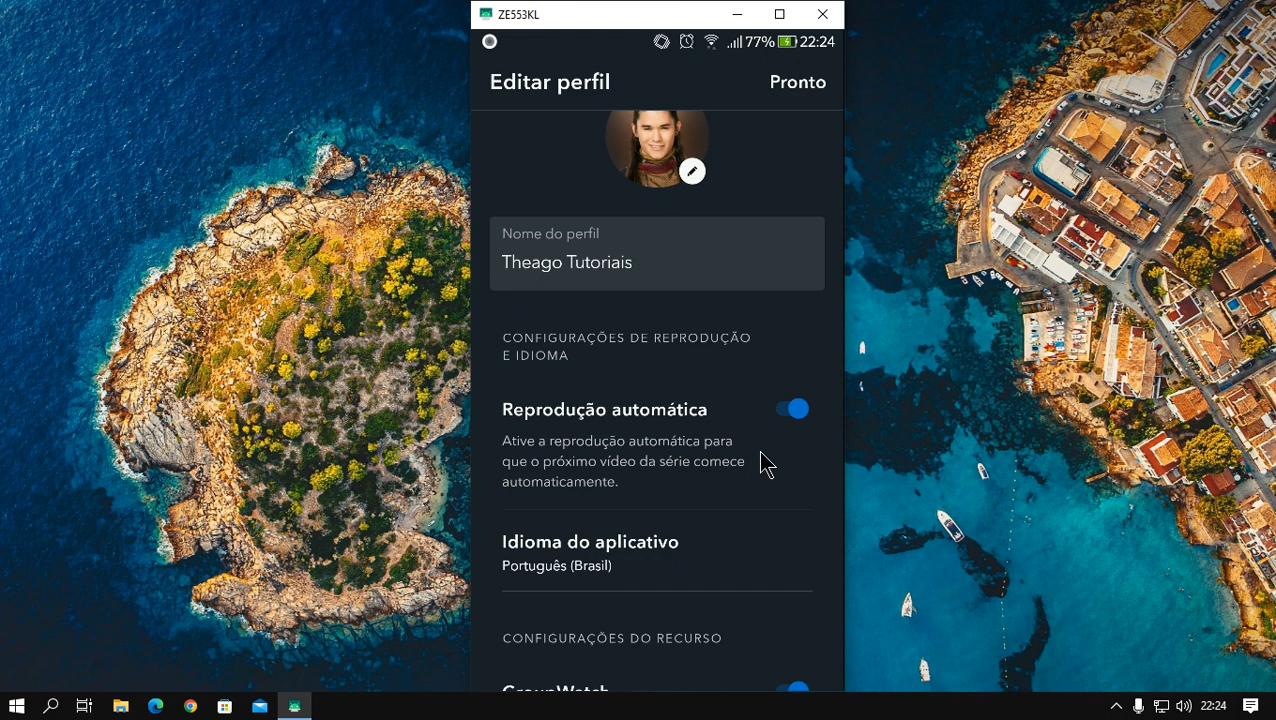 ZE553KL
77% 22:24
Editar perfil
Pronto
Nome do perfil
Theago Tutoriais
CONFIGURAÇÕES DE REPRODUÇÃO
E IDIOMA
Reprodução automática
Ative a reprodução automática para
que o próximo vídeo da série comece
automaticamente.
Idioma do aplicativo
Português (Brasil)
CONFIGURAÇÕES DO RECURSO
GroupWatch
22:24